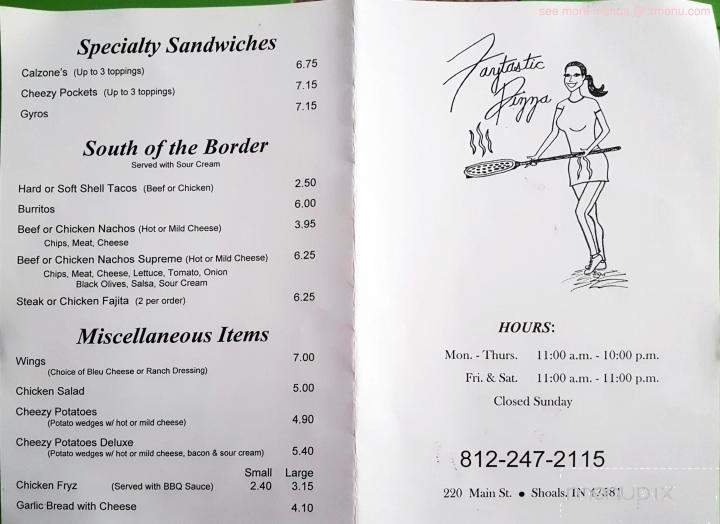 Specialty Sandwiches
Calzone's (Up to 3 toppings) 6.75
Cheezy Pockets (Up to 3 toppings) 7.15
Gyros 7.15
South of the Border
Served with Sour Cream
Hard or Soft Shell Tacos (Beef or Chicken) 2.50
Burritos 6.00
Beef or Chicken Nachos (Hot or Mild Cheese) 3.95
Chips, Meat, Cheese
Beef or Chicken Nachos Supreme (Hot or Mild Cheese) 6.25
Chips, Meat, Cheese, Lettuce, Tomato, Onion
Black Olives, Salsa, Sour Cream
Steak or Chicken Fajita (2 per order) 6.25
Miscellaneous Items
Wings 7.00
(Choice of Bleu Cheese or Ranch Dressing)
Chicken Salad 5.00
Cheezy Potatoes
(Potato wedges w/ hot or mild cheese) 4.90
Cheezy Potatoes Deluxe
(Potato wedges w/ hot or mild cheese, bacon & sour cream) 5.40
Small Large
Chicken Fryz (Served with BBQ Sauce) 2.40 3.15
Garlic Bread with Cheese 4.10
see more menus @ zmenu.com
Fantastic
Pizza
HOURS:
Mon. - Thurs. 11:00 a.m. - 10:00 p.m.
Fri. & Sat. 11:00 a.m. - 11:00 p.m.
Closed Sunday
812-247-2115
220 Main St. ● Shoals, IN 47581
menupix